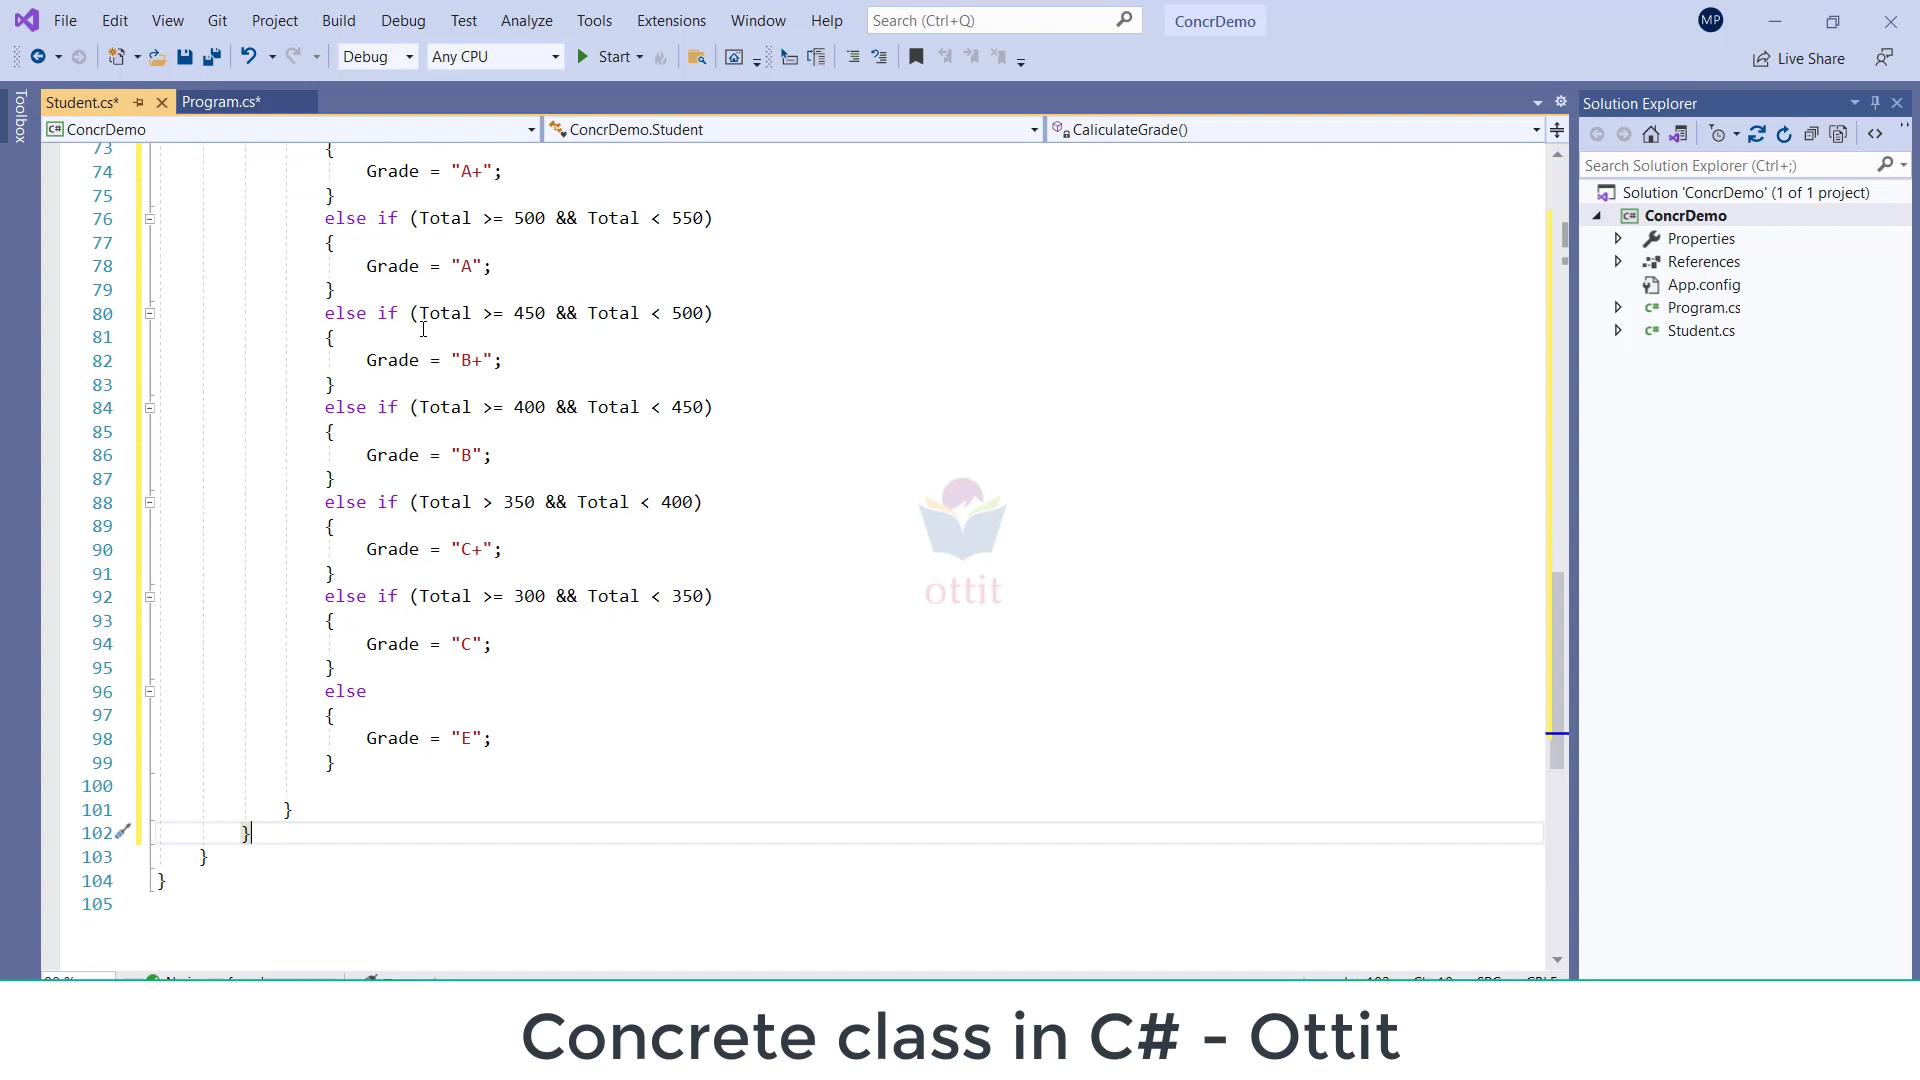 File Edit View Git Project Build Debug Test Analyze Tools Extensions Window Help Search (Ctrl+Q) ConcrDemo MP
Debug Any CPU Start Live Share
Toolbox
Student.cs* Program.cs*
C# ConcrDemo ConcrDemo.Student CaliculateGrade()
73 {
74 Grade = "A+";
75 }
76 else if (Total >= 500 && Total < 550)
77 {
78 Grade = "A";
79 }
80 else if (Total >= 450 && Total < 500)
81 {
82 Grade = "B+";
83 }
84 else if (Total >= 400 && Total < 450)
85 {
86 Grade = "B";
87 }
88 else if (Total > 350 && Total < 400)
89 {
90 Grade = "C+";
91 }
92 else if (Total >= 300 && Total < 350)
93 {
94 Grade = "C";
95 }
96 else
97 {
98 Grade = "E";
99 }
100
101 }
102 }
103 }
104 }
105
ottit
Solution Explorer
Search Solution Explorer (Ctrl+;)
Solution 'ConcrDemo' (1 of 1 project)
C# ConcrDemo
Properties
References
App.config
C# Program.cs
C# Student.cs
Concrete class in C# - Ottit